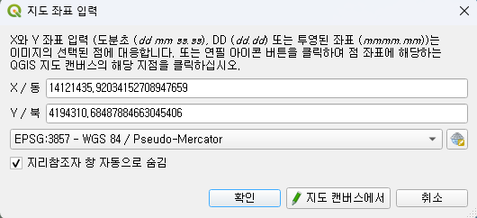 지도 좌표 입력
X와 Y 좌표 입력 (도분초 (dd mm ss.ss), DD (dd.dd) 또는 투영된 좌표 (mmmm.mm))는
이미지의 선택된 점에 대응합니다. 또는 연필 아이콘 버튼을 클릭하여 점 좌표에 해당하는
QGIS 지도 캔버스의 해당 지점을 클릭하십시오.
X / 동 14121435.92034152708947659
Y / 북 4194310.68487884663045406
EPSG:3857 - WGS 84 / Pseudo-Mercator
지리참조자 창 자동으로 숨김
확인 지도 캔버스에서 취소